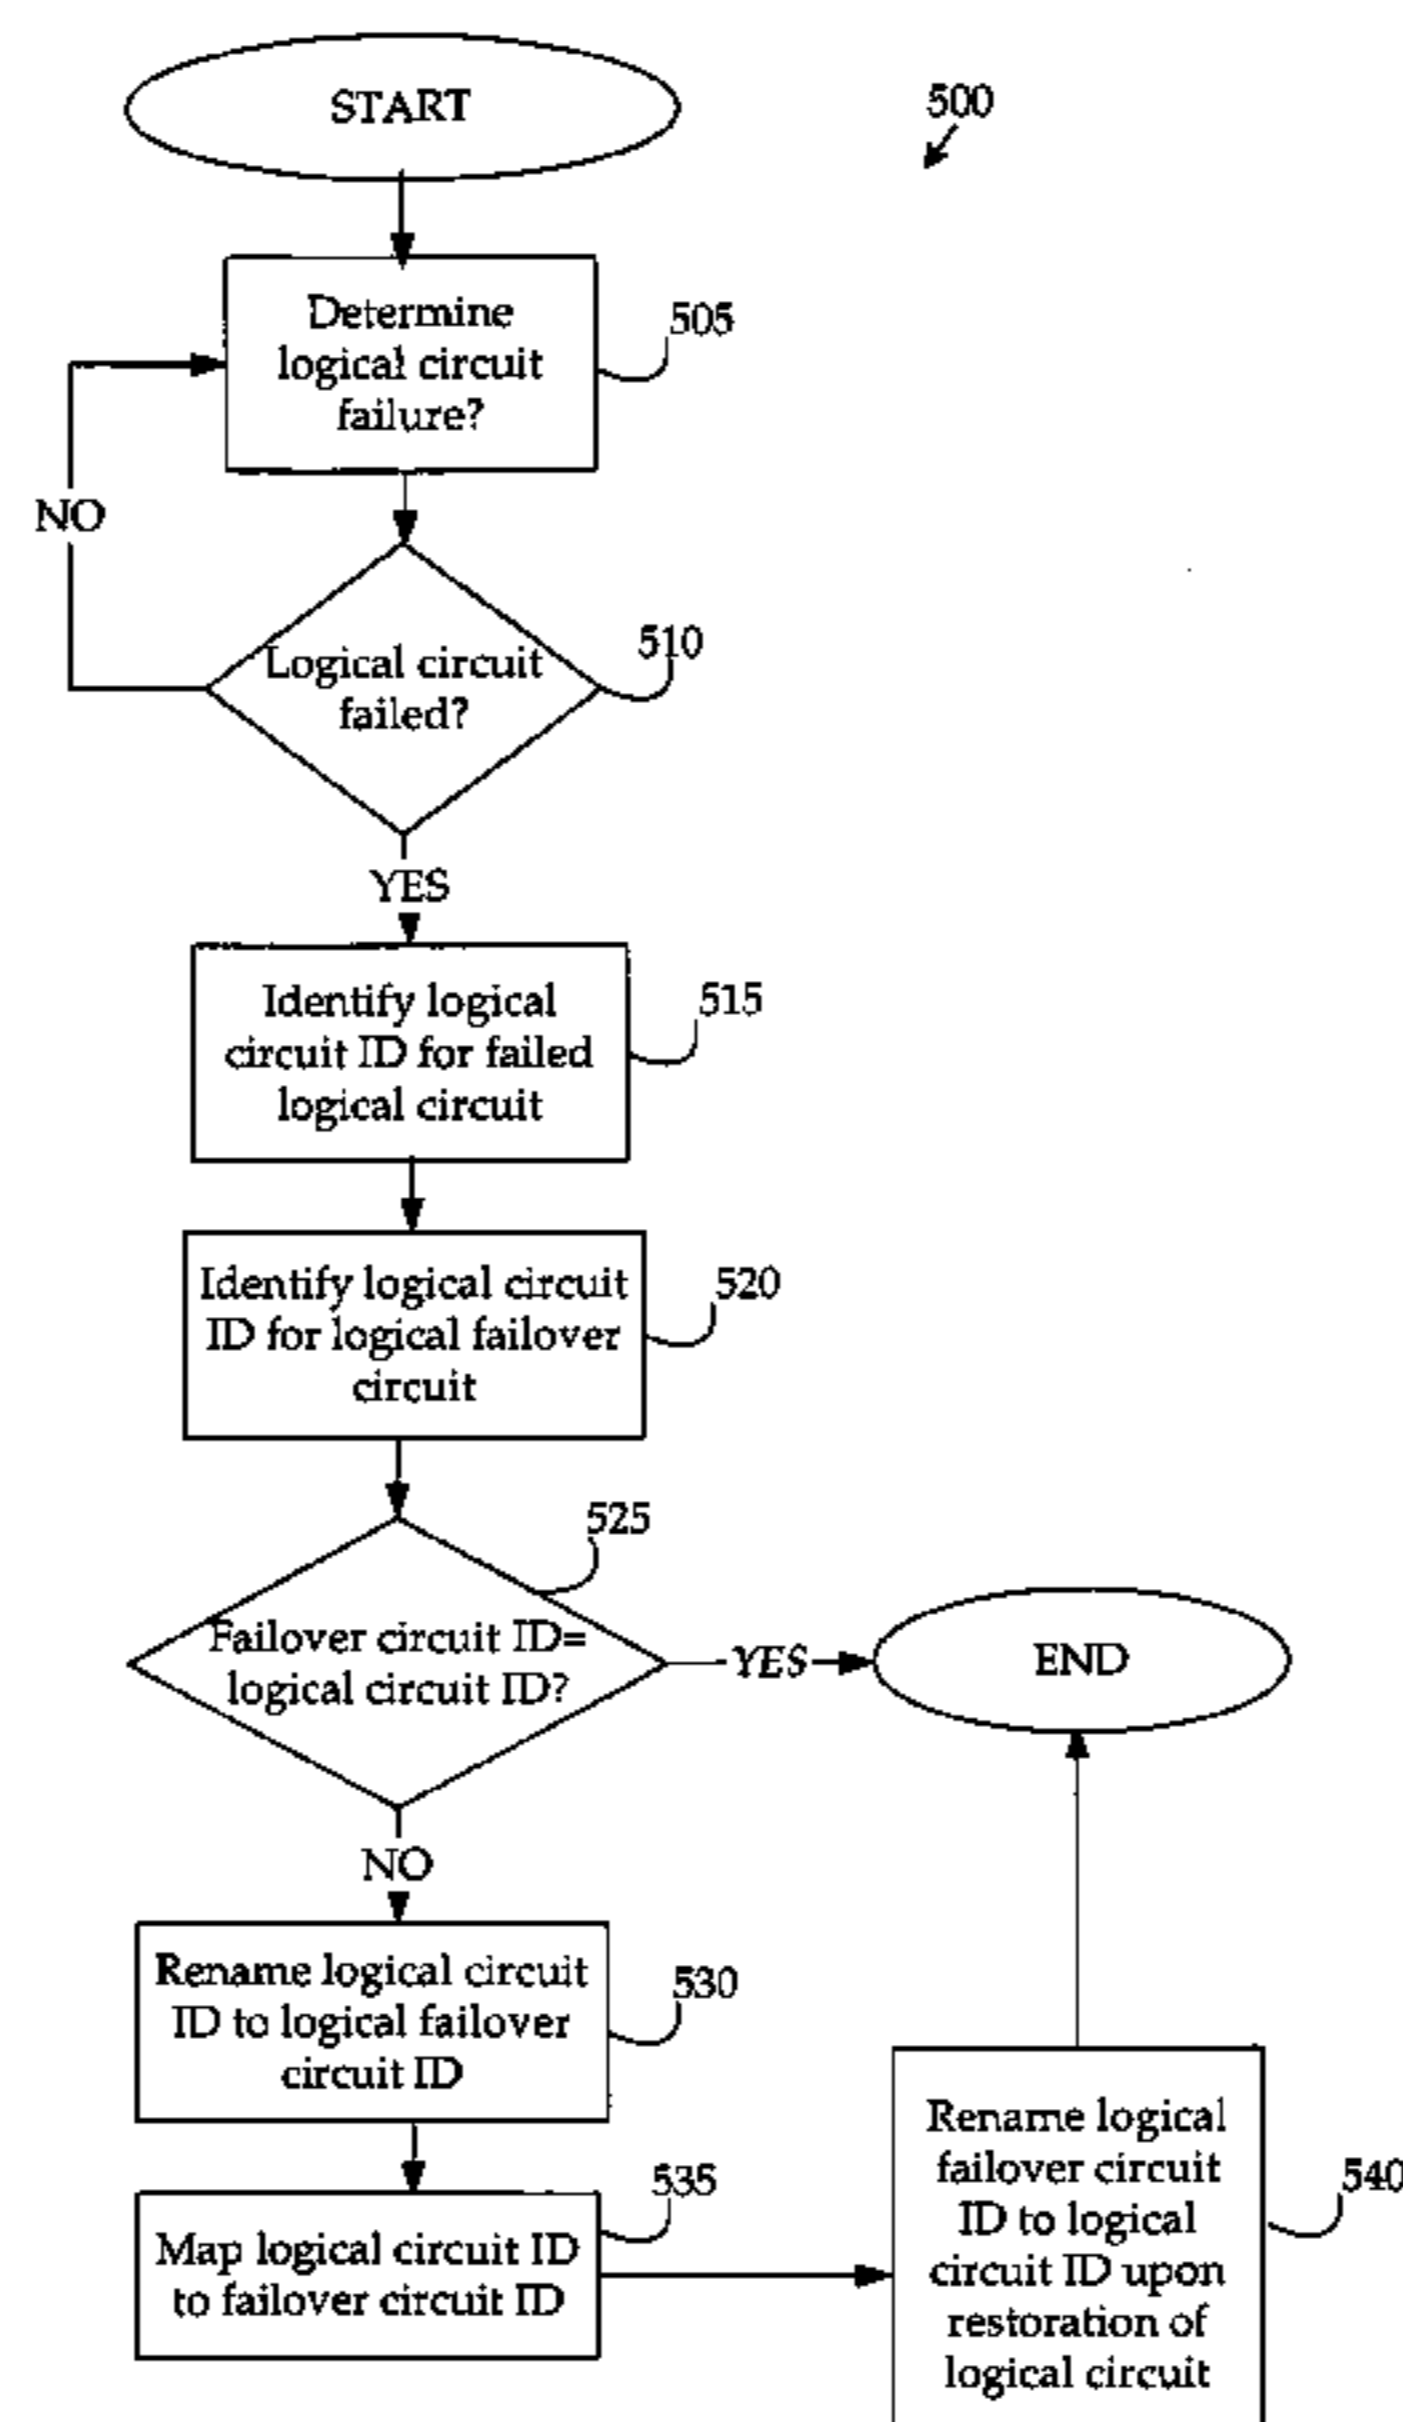 START
500
Determine
logical circuit
failure?
505
NO
Logical circuit
failed?
510
YES
Identify logical
circuit ID for failed
logical circuit
515
Identify logical circuit
ID for logical failover
circuit
520
525
Failover circuit ID=
logical circuit ID?
YES
END
NO
Rename logical circuit
ID to logical failover
circuit ID
530
Map logical circuit ID
to failover circuit ID
535
Rename logical
failover circuit
ID to logical
circuit ID upon
restoration of
logical circuit
540